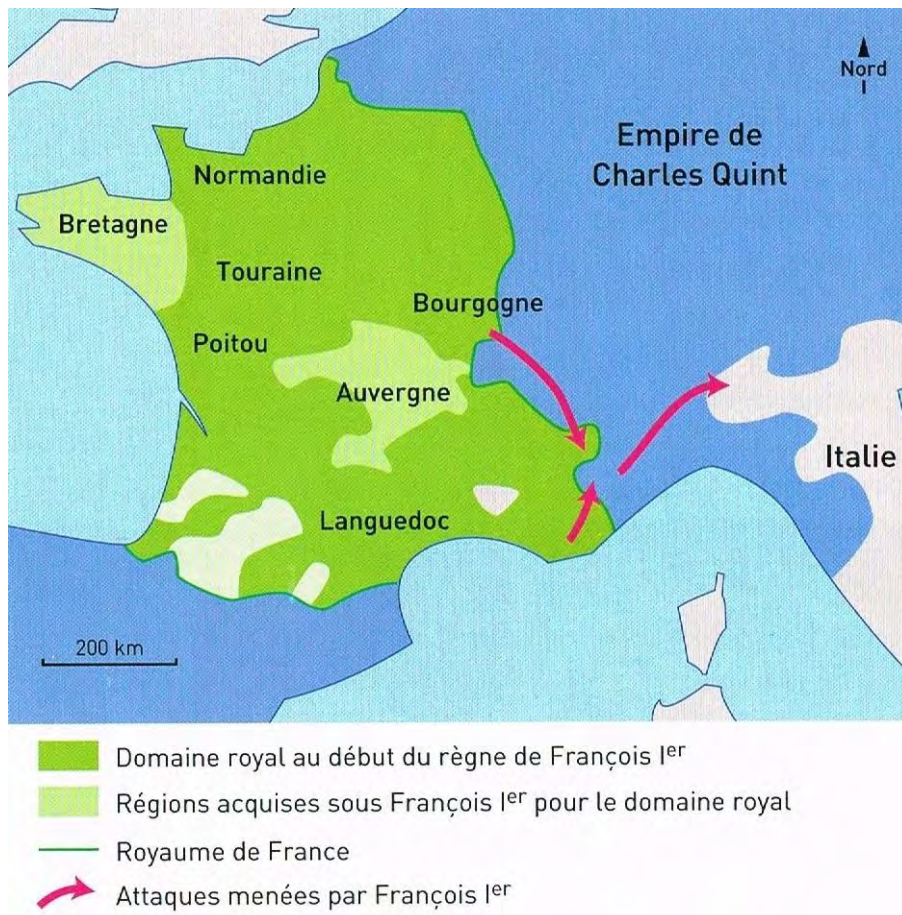 Nord
Empire de
Charles Quint
Normandie
Bretagne
Touraine
Bourgogne
Poitou
Auvergne
Italie
Languedoc
200 km
Domaine royal au début du règne de François Ier
Régions acquises sous François Ier pour le domaine royal
Royaume de France
Attaques menées par François Ier